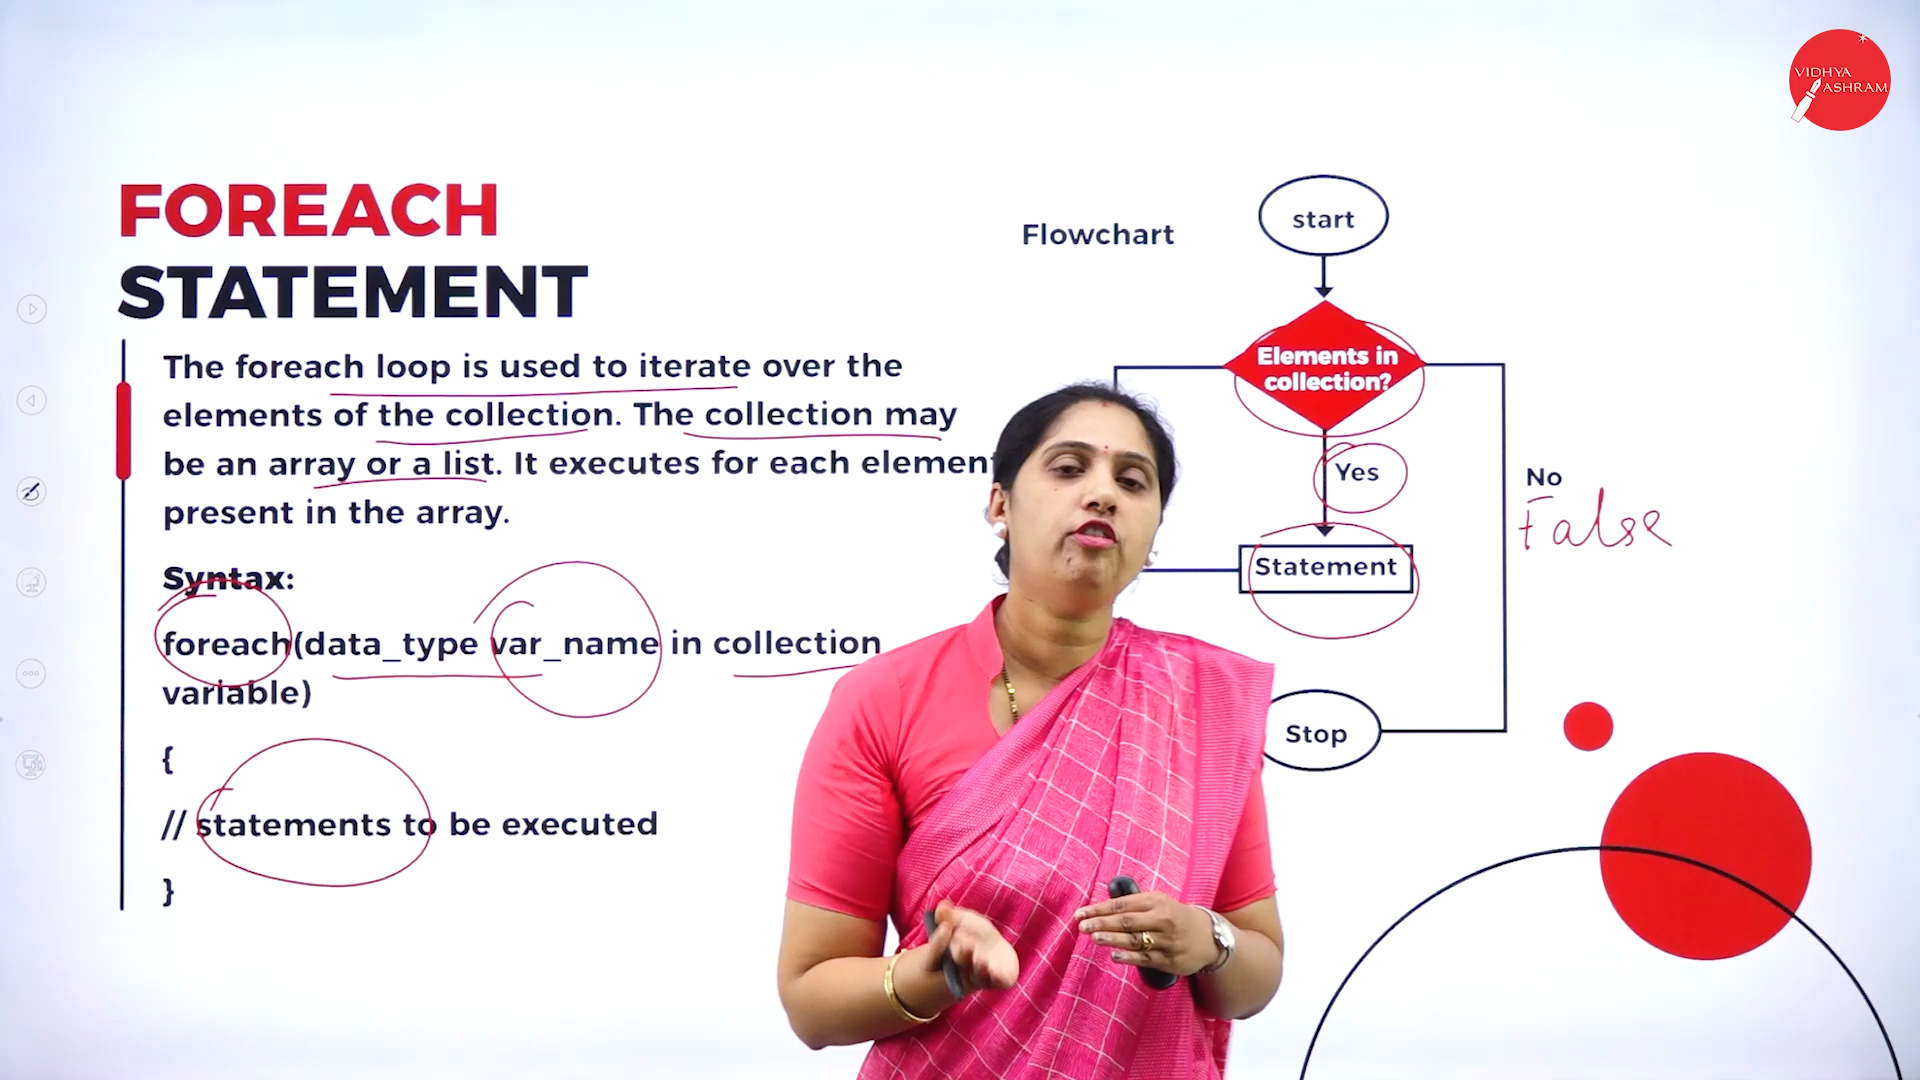 VIDHYA
ASHRAM
FOREACH
STATEMENT
The foreach loop is used to iterate over the
elements of the collection. The collection may
be an array or a list. It executes for each element
present in the array.
Syntax:
foreach(data_type var_name in collection
variable)
{
// statements to be executed
}
Flowchart
start
Elements in
collection?
Yes
No
False
Statement
Stop